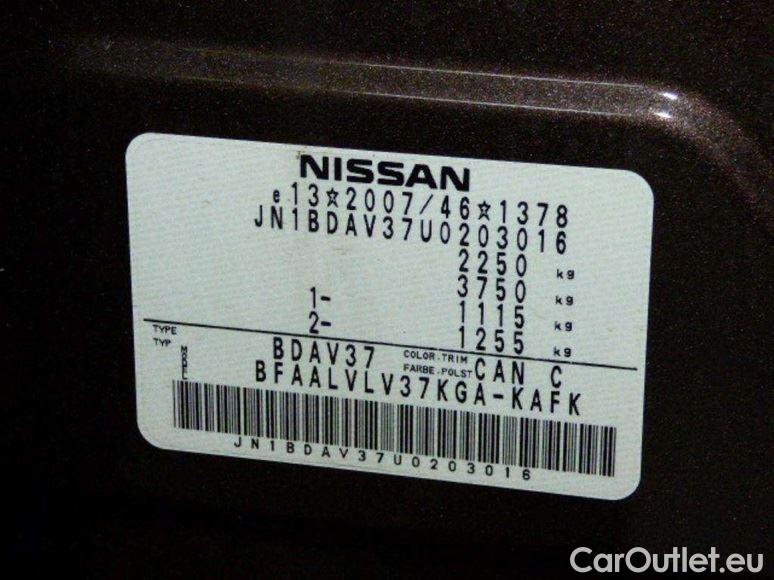 NISSAN
e13☆2007/46☆1378
JN1BDAV37U0203016
2250 kg
3750 kg
1- 1115 kg
2- 1255 kg
TYPE
TYP BDAV37 COLOR·TRIM FARBE·POLST CAN C
MODEL BFAALVLV37KGA-KAFK
JN1BDAV37U0203016
CarOutlet.eu